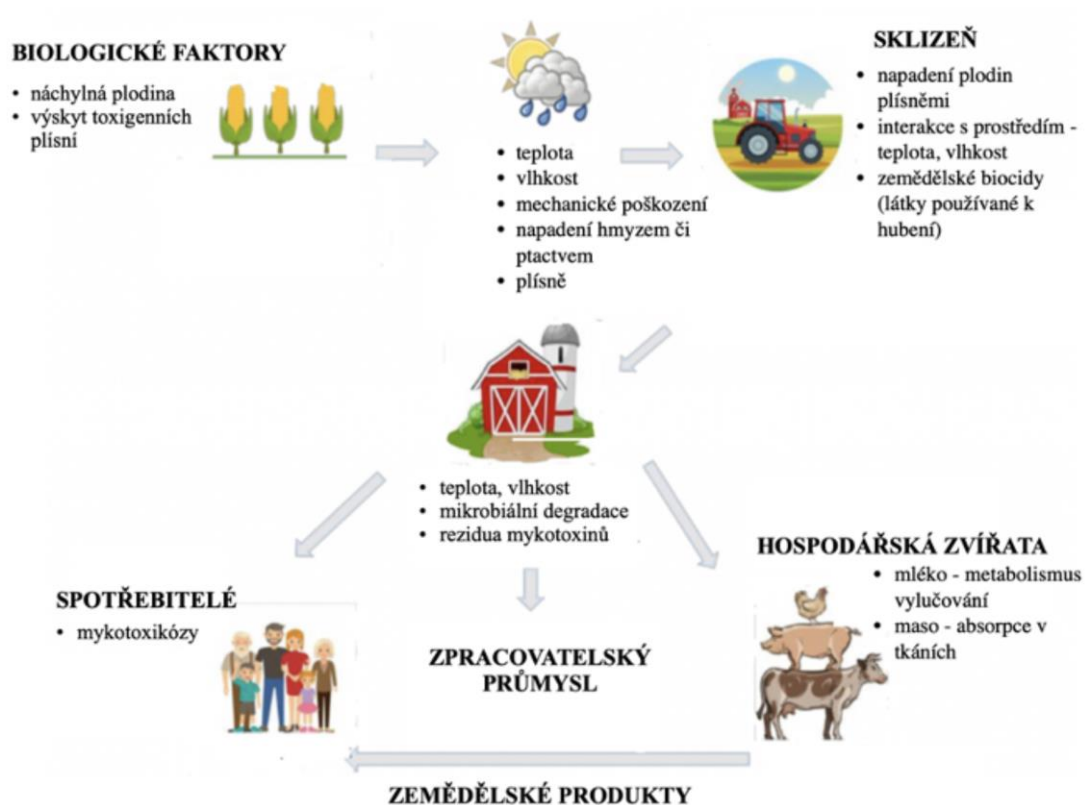 BIOLOGICKÉ FAKTORY
• náchylná plodina
• výskyt toxigenních
plísní
• teplota
• vlhkost
• mechanické poškození
• napadení hmyzem či
ptactvem
• plísně
SKLIZEŇ
• napadení plodin
plísněmi
• interakce s prostředím -
teplota, vlhkost
• zemědělské biocidy
(látky používané k
hubení)
• teplota, vlhkost
• mikrobiální degradace
• rezidua mykotoxinů
SPOTŘEBITELÉ
• mykotoxikózy
ZPRACOVATELSKÝ
PRŮMYSL
HOSPODÁŘSKÁ ZVÍŘATA
• mléko - metabolismus
vylučování
• maso - absorpce v
tkáních
ZEMĚDĚLSKÉ PRODUKTY